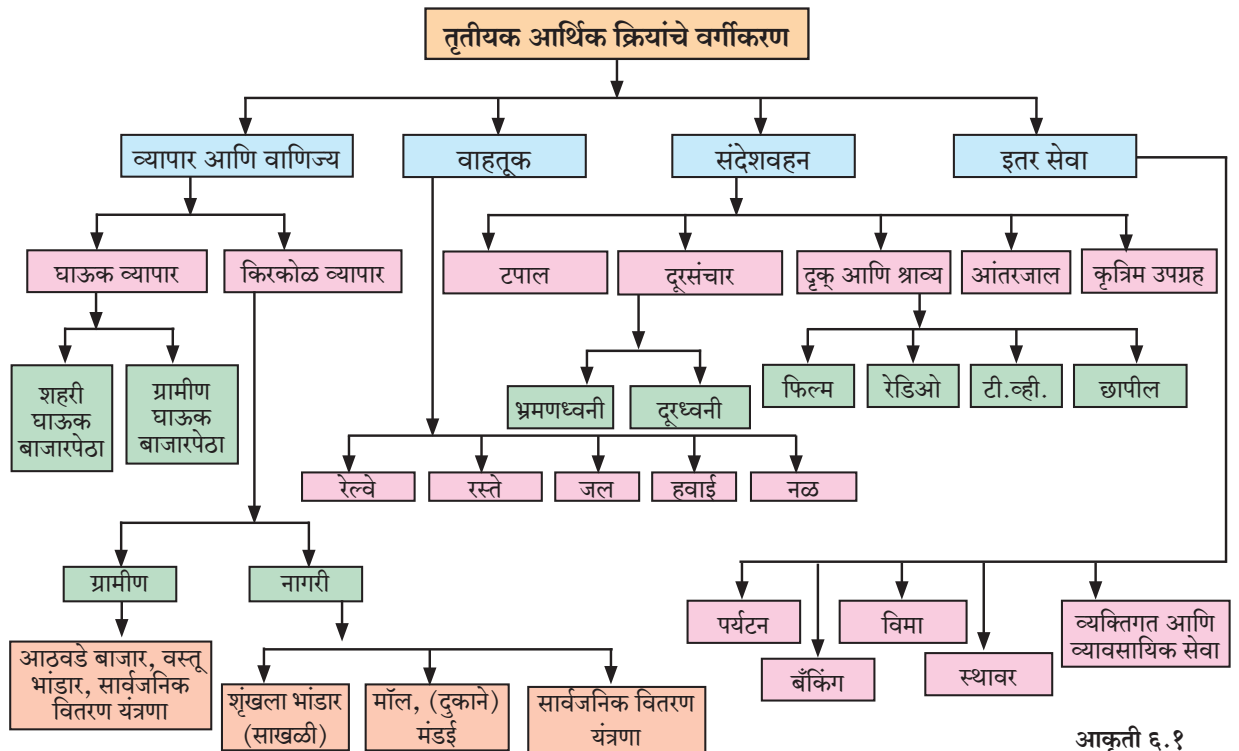 तृतीयक आर्थिक क्रियांचे वर्गीकरण
व्यापार आणि वाणिज्य
वाहतूक
संदेशवहन
इतर सेवा
घाऊक व्यापार
किरकोळ व्यापार
टपाल
दूरसंचार
दृक् आणि श्राव्य
आंतरजाल
कृत्रिम उपग्रह
शहरी
घाऊक
बाजारपेठा
ग्रामीण
घाऊक
बाजारपेठा
भ्रमणध्वनी
दूरध्वनी
फिल्म
रेडिओ
टी.व्ही.
छापील
रेल्वे
रस्ते
जल
हवाई
नळ
ग्रामीण
नागरी
आठवडे बाजार, वस्तू
भांडार, सार्वजनिक
वितरण यंत्रणा
शृंखला भांडार
(साखळी)
मॉल, (दुकाने)
मंडई
सार्वजनिक वितरण
यंत्रणा
पर्यटन
बँकिंग
विमा
स्थावर
व्यक्तिगत आणि
व्यावसायिक सेवा
आकृती ६.१